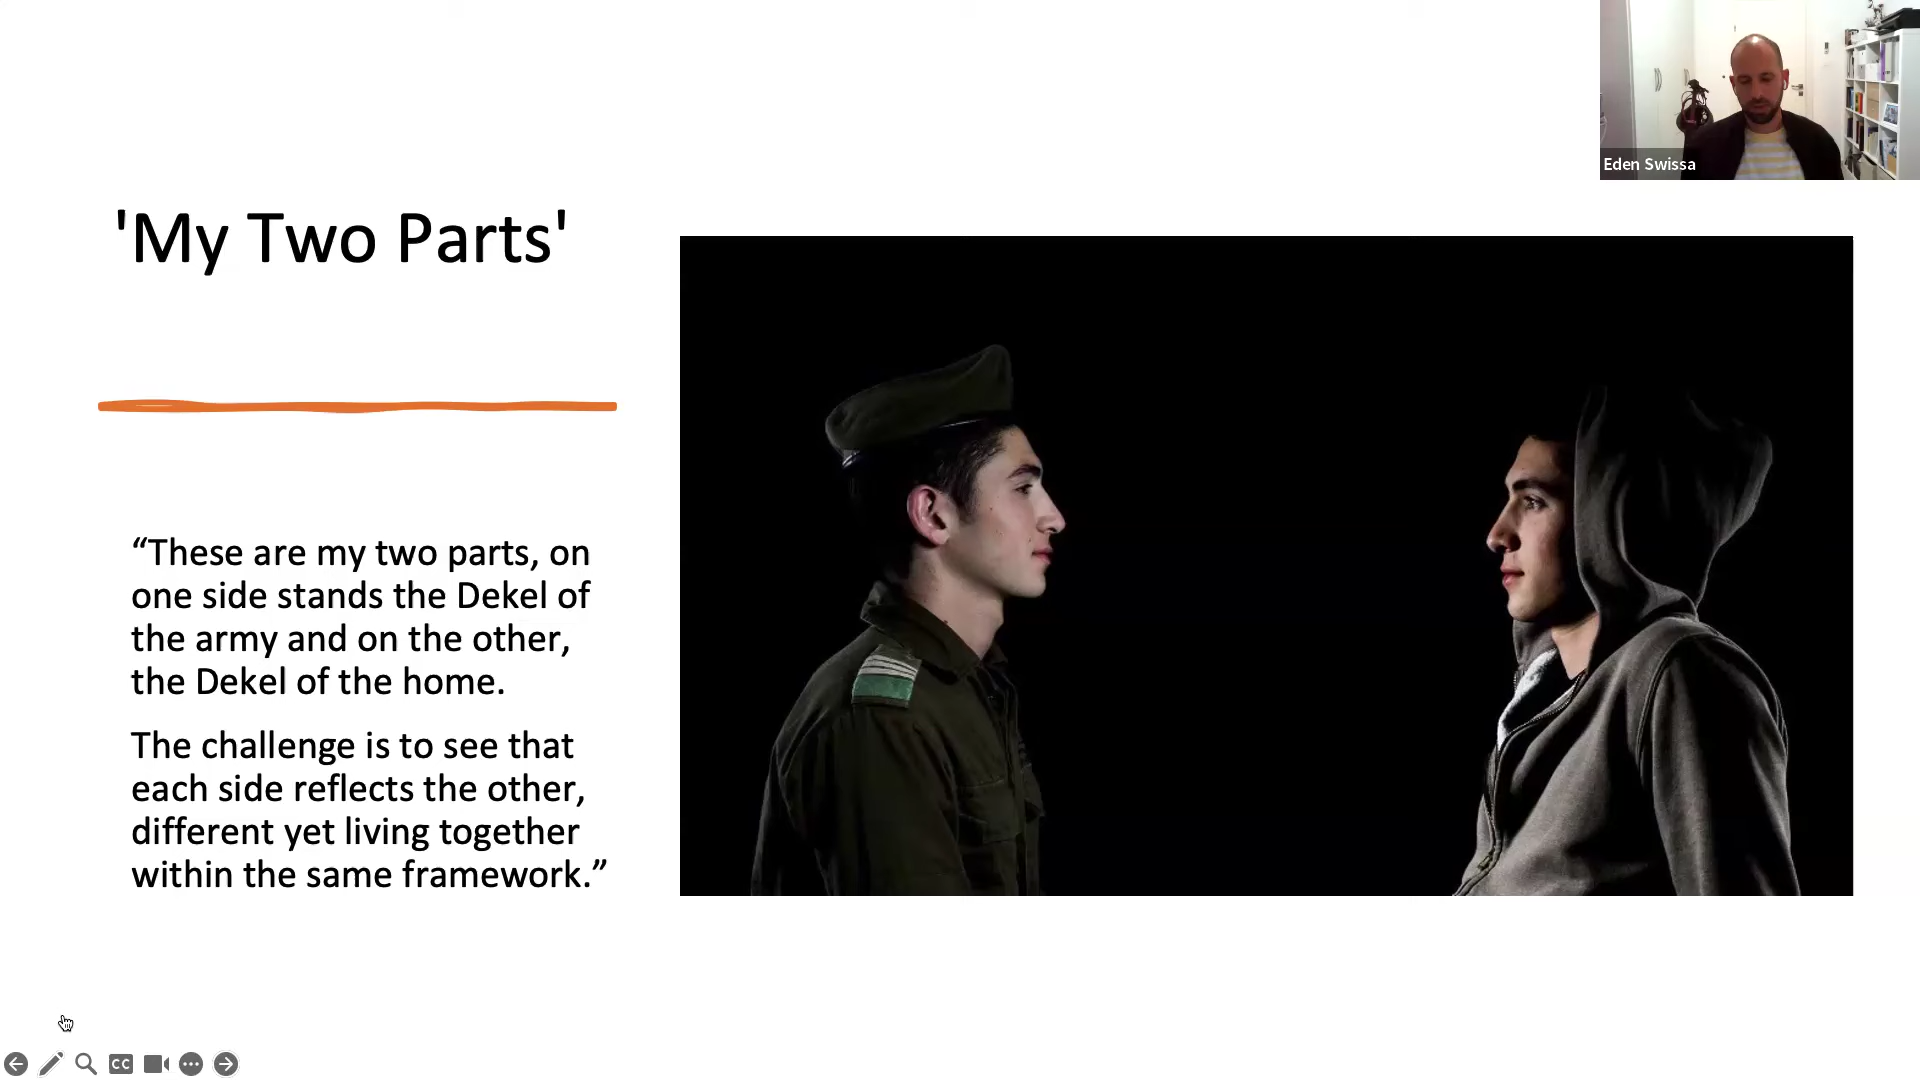 Eden Swissa
'My Two Parts'
“These are my two parts, on
one side stands the Dekel of
the army and on the other,
the Dekel of the home.
The challenge is to see that
each side reflects the other,
different yet living together
within the same framework.”
CC